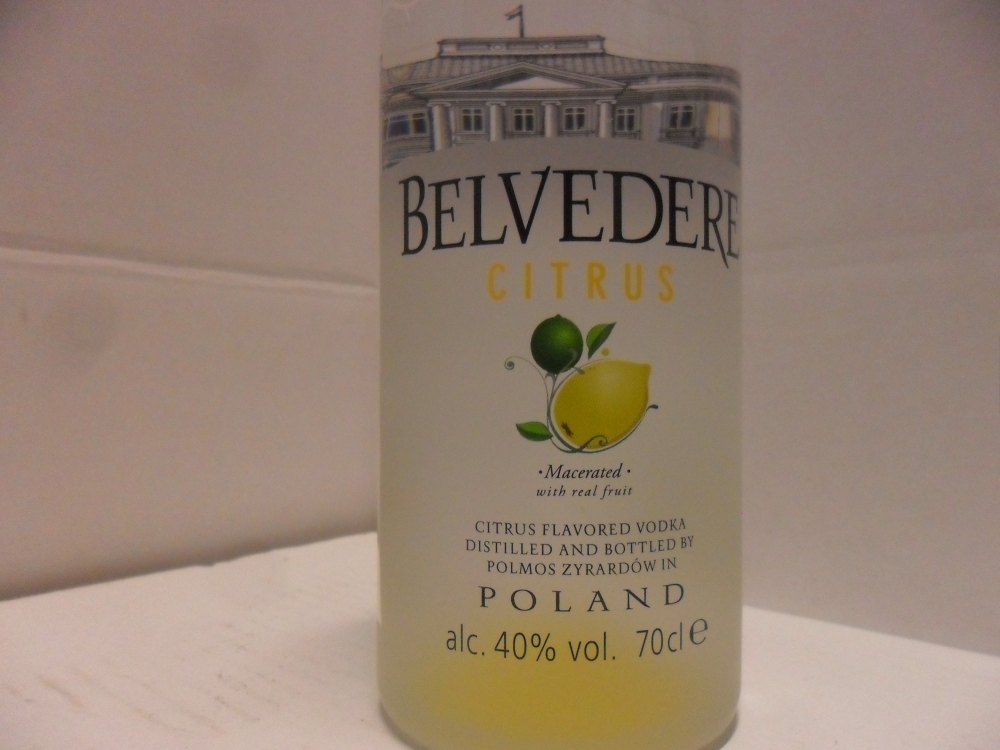 BELVEDERE
CITRUS
• Macerated •
with real fruit
CITRUS FLAVORED VODKA
DISTILLED AND BOTTLED BY
POLMOS ZYRARDÓW IN
POLAND
alc. 40% vol. 70cl e